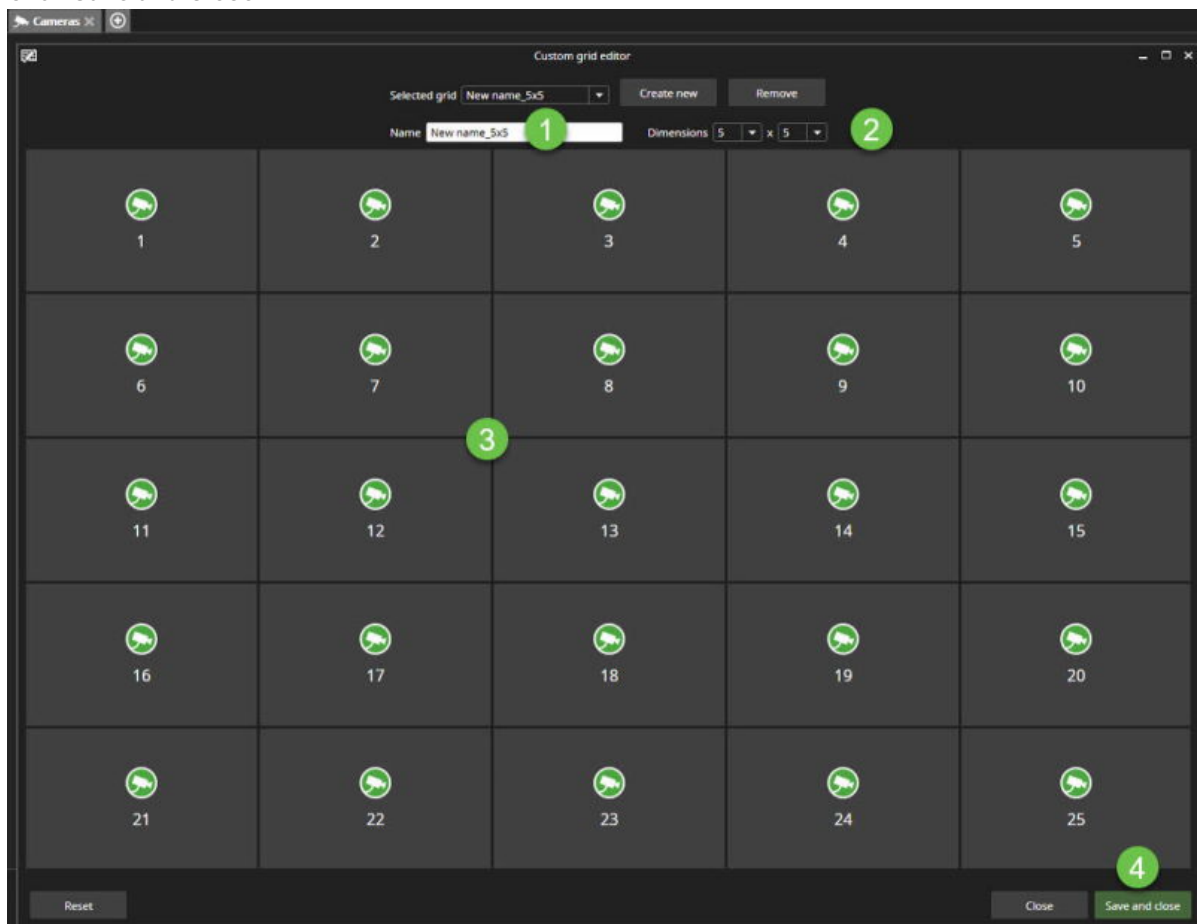 Cameras
Custom grid editor
Selected grid New name_5x5 Create new Remove
Name New name_5x5 1 Dimensions 5 x 5 2
1 2 3 4 5
6 7 8 9 10
3
11 12 13 14 15
16 17 18 19 20
21 22 23 24 25
4
Reset Close Save and close